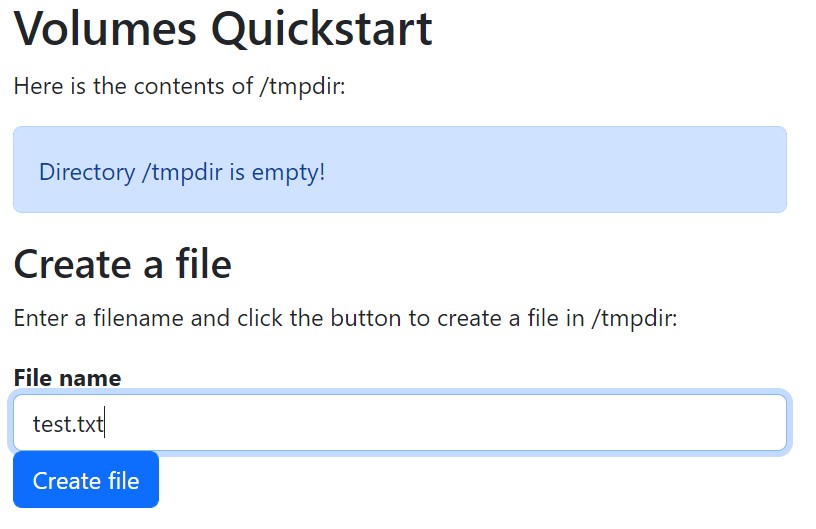 Volumes Quickstart
Here is the contents of /tmpdir:
Directory /tmpdir is empty!
Create a file
Enter a filename and click the button to create a file in /tmpdir:
File name
test.txt
Create file